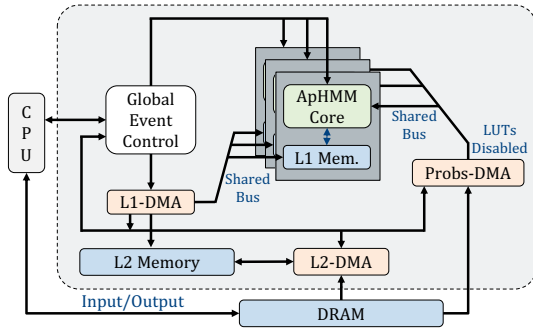 C
P
U
Global
Event
Control
ApHMM
Core
L1 Mem.
Shared
Bus
LUTs
Disabled
Probs-DMA
L1-DMA
Shared
Bus
L2 Memory
L2-DMA
Input/Output
DRAM